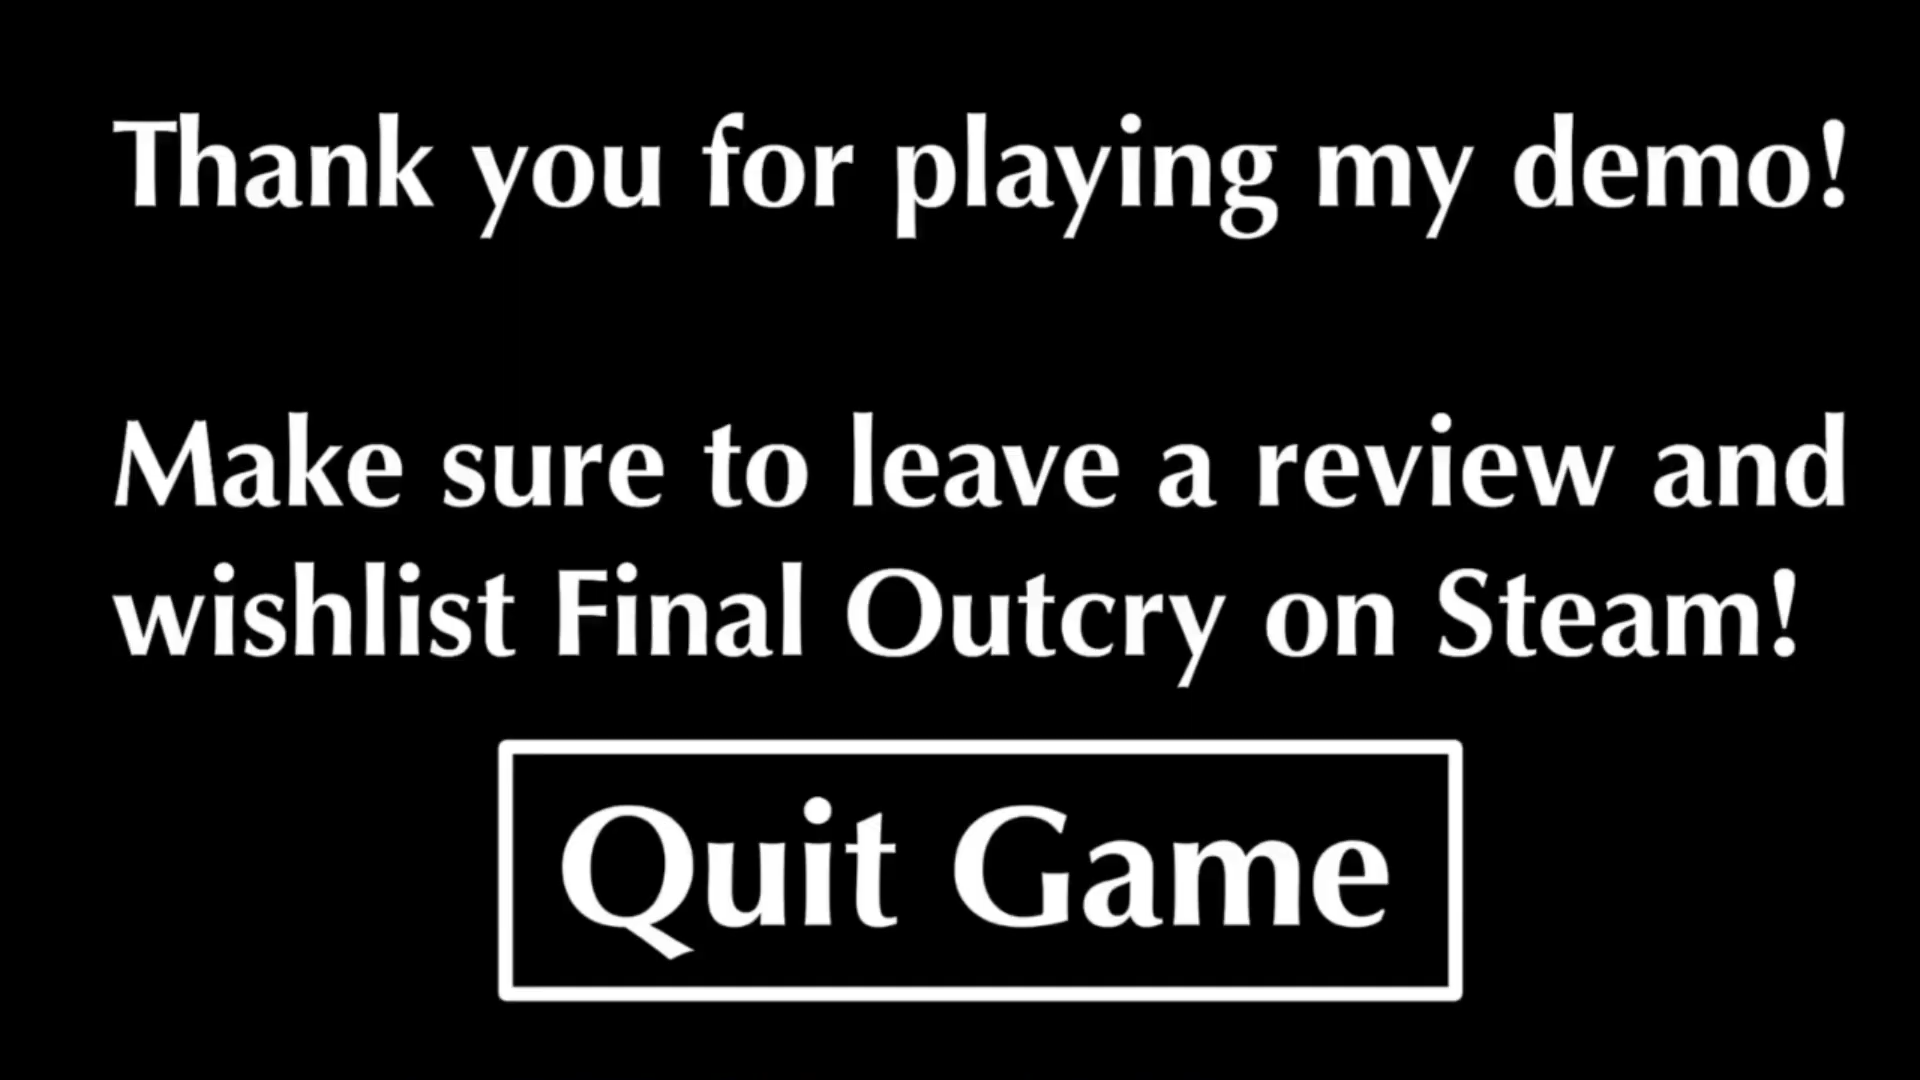 Thank you for playing my demo!
Make sure to leave a review and
wishlist Final Outcry on Steam!
Quit Game